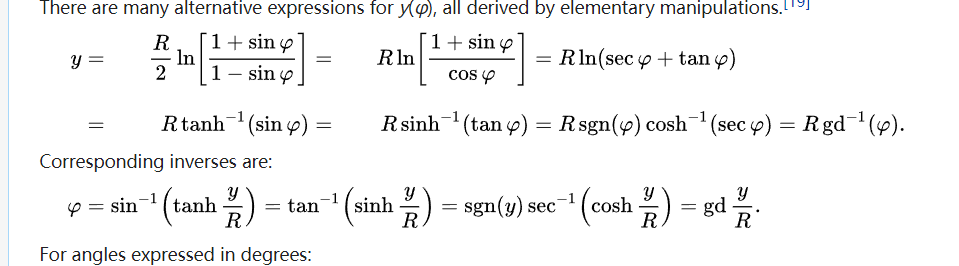 There are many alternative expressions for y(φ), all derived by elementary manipulations.[19]
y = R/2 ln[1 + sin φ / 1 − sin φ] = R ln[1 + sin φ / cos φ] = R ln(sec φ + tan φ)
= R tanh⁻¹(sin φ) = R sinh⁻¹(tan φ) = R sgn(φ) cosh⁻¹(sec φ) = R gd⁻¹(φ).
Corresponding inverses are:
φ = sin⁻¹(tanh y/R) = tan⁻¹(sinh y/R) = sgn(y) sec⁻¹(cosh y/R) = gd y/R.
For angles expressed in degrees: